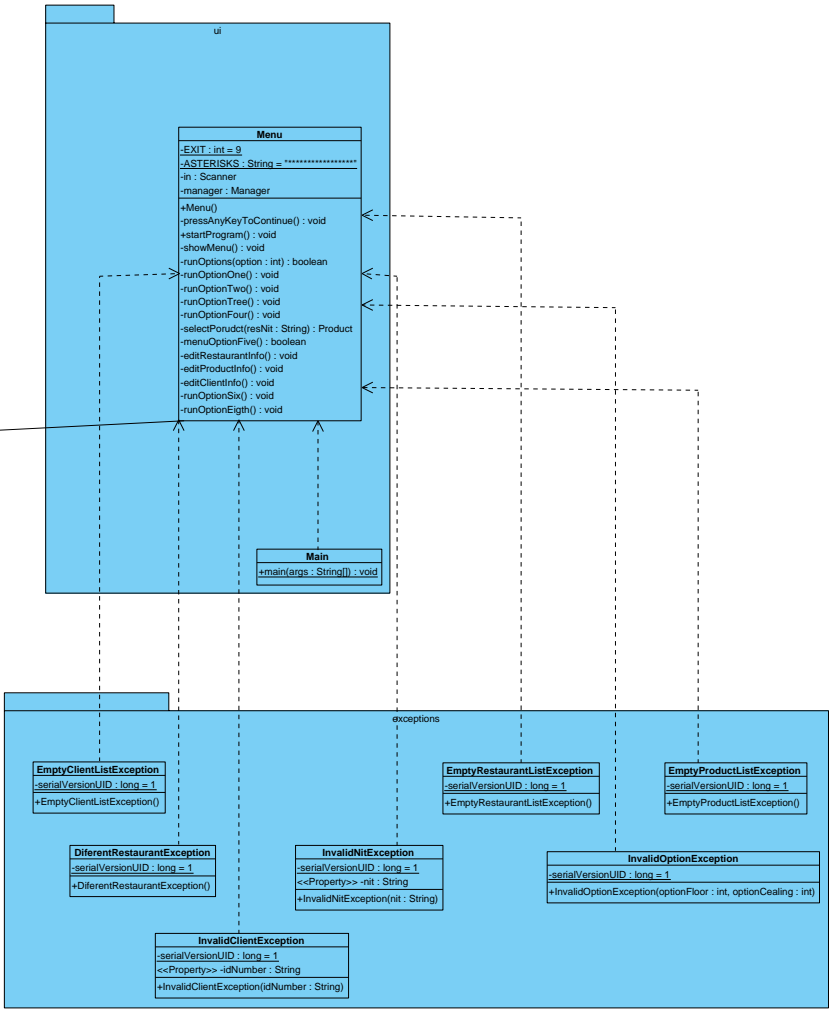 ui
Menu
-EXIT : int = 9
-ASTERISKS : String = "*****************"
-in : Scanner
-manager : Manager
+Menu()
-pressAnyKeyToContinue() : void
+startProgram() : void
-showMenu() : void
-runOptions(option : int) : boolean
-runOptionOne() : void
-runOptionTwo() : void
-runOptionTree() : void
-runOptionFour() : void
-selectPorudct(resNit : String) : Product
-menuOptionFive() : boolean
-editRestaurantInfo() : void
-editProductInfo() : void
-editClientInfo() : void
-runOptionSix() : void
-runOptionEigth() : void
Main
+main(args : String[]) : void
exceptions
EmptyClientListException
-serialVersionUID : long = 1
+EmptyClientListException()
EmptyRestaurantListException
-serialVersionUID : long = 1
+EmptyRestaurantListException()
EmptyProductListException
-serialVersionUID : long = 1
+EmptyProductListException()
DiferentRestaurantException
-serialVersionUID : long = 1
+DiferentRestaurantException()
InvalidNitException
-serialVersionUID : long = 1
<<Property>> -nit : String
+InvalidNitException(nit : String)
InvalidOptionException
-serialVersionUID : long = 1
+InvalidOptionException(optionFloor : int, optionCealing : int)
InvalidClientException
-serialVersionUID : long = 1
<<Property>> -idNumber : String
+InvalidClientException(idNumber : String)